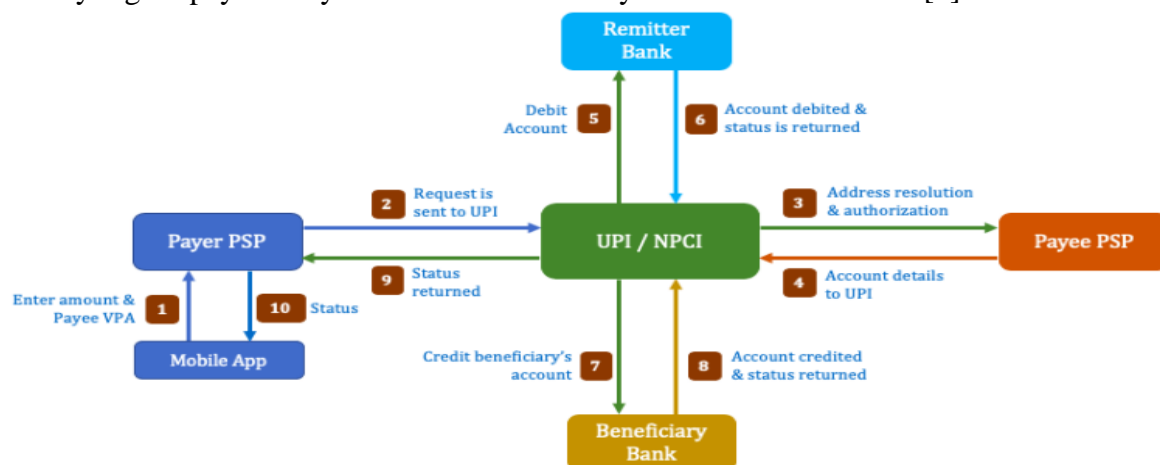 Remitter
Bank
Debit
Account
5
6
Account debited &
status is returned
2
Request is
sent to UPI
3
Address resolution
& authorization
Payer PSP
UPI / NPCI
Payee PSP
9
Status
returned
4
Account details
to UPI
Enter amount &
Payee VPA
1
10
Status
Mobile App
Credit beneficiary's
account
7
8
Account credited
& status returned
Beneficiary
Bank